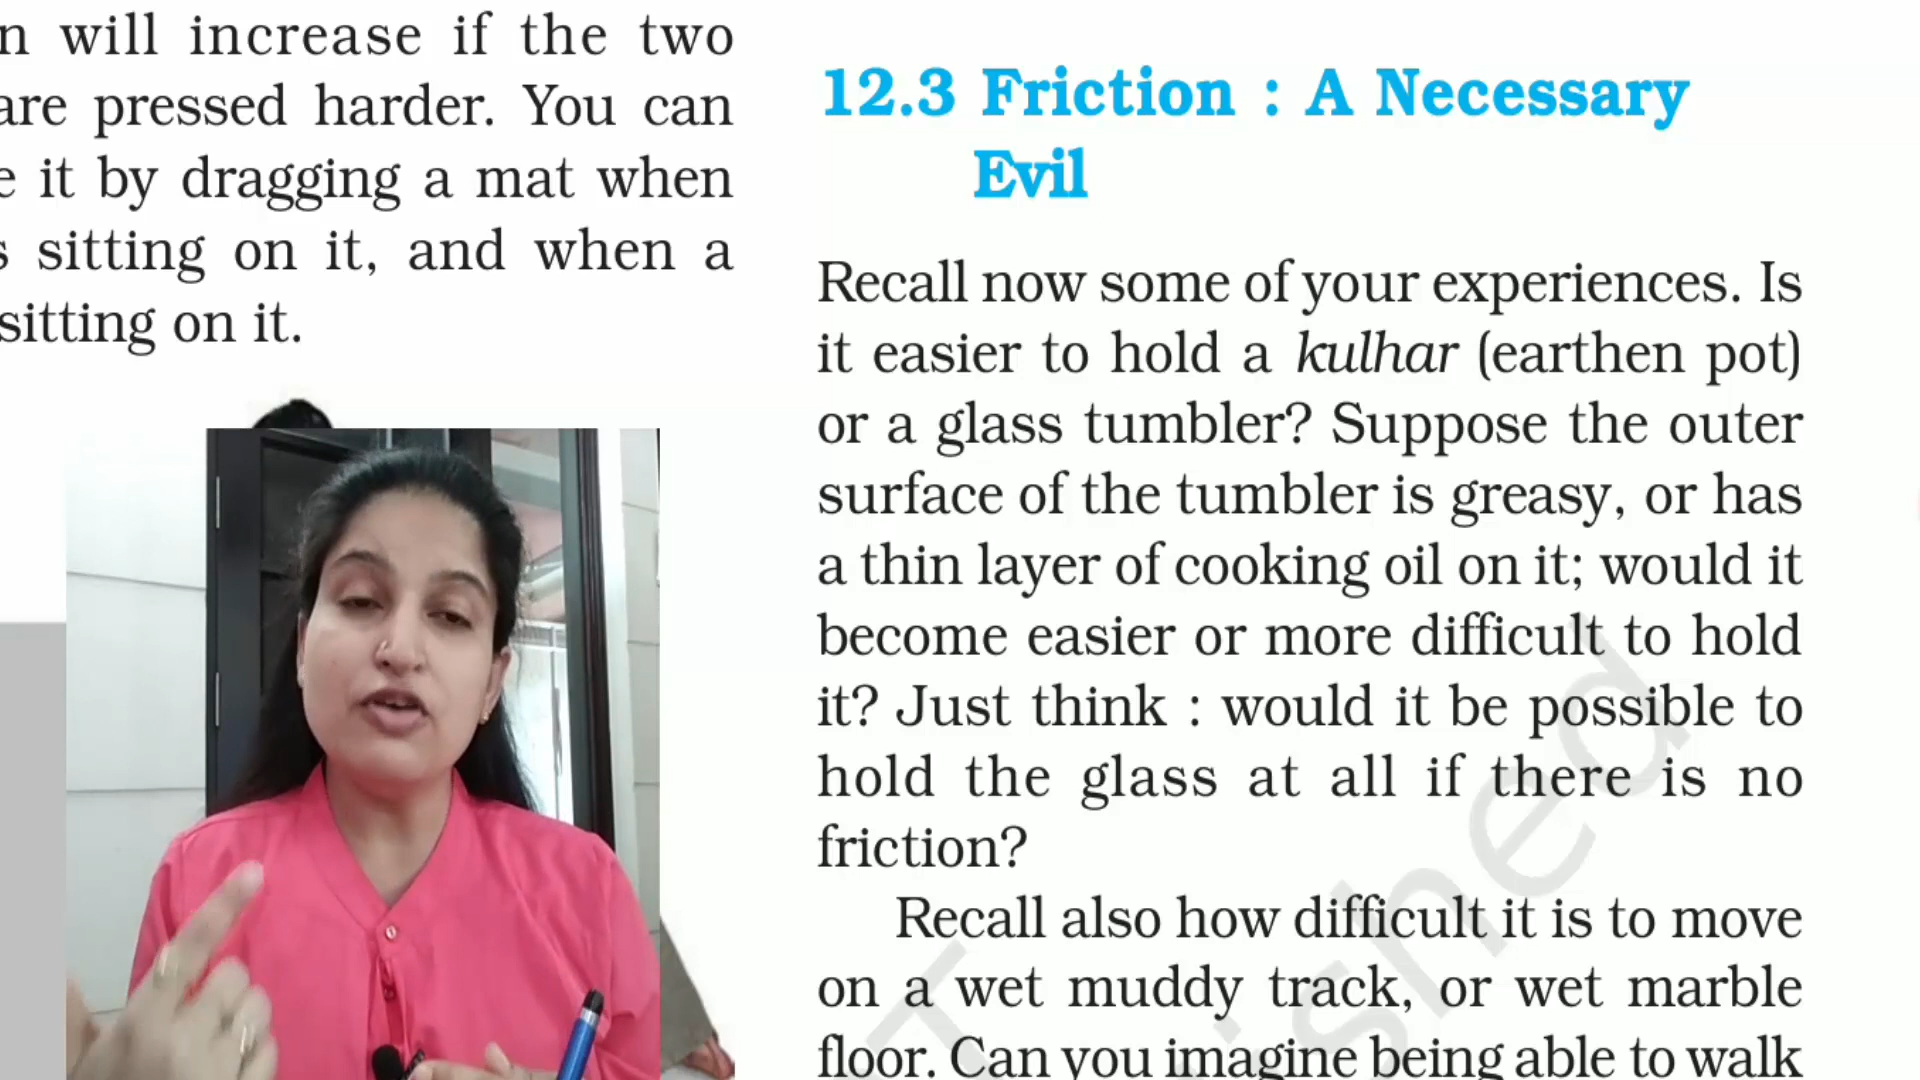 n will increase if the two
are pressed harder. You can
e it by dragging a mat when
s sitting on it, and when a
sitting on it.
12.3 Friction : A Necessary
Evil
Recall now some of your experiences. Is
it easier to hold a kulhar (earthen pot)
or a glass tumbler? Suppose the outer
surface of the tumbler is greasy, or has
a thin layer of cooking oil on it; would it
become easier or more difficult to hold
it? Just think : would it be possible to
hold the glass at all if there is no
friction?
Recall also how difficult it is to move
on a wet muddy track, or wet marble
floor. Can you imagine being able to walk